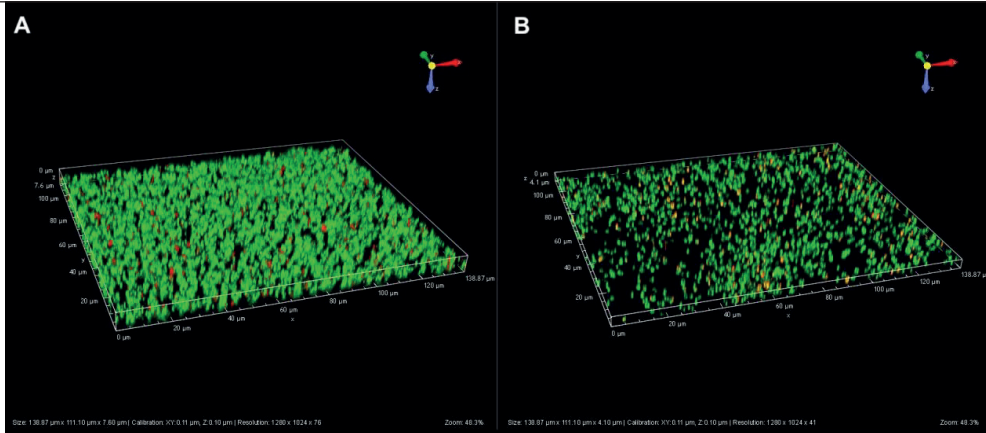 A
B
y
z
y
z
0 µm
z
7.6 µm
100 µm
80 µm
60 µm
y
40 µm
20 µm
0 µm
20 µm
40 µm
60 µm
x
80 µm
100 µm
120 µm
138.87 µm
0 µm
z
4.1 µm
100 µm
80 µm
60 µm
y
40 µm
20 µm
0 µm
20 µm
40 µm
60 µm
x
80 µm
100 µm
120 µm
138.87 µm
Size: 138.87 µm x 111.10 µm x 7.60 µm | Calibration: XY:0.11 µm, Z:0.10 µm | Resolution: 1280 x 1024 x 76
Zoom: 48.3%
Size: 138.87 µm x 111.10 µm x 4.10 µm | Calibration: XY:0.11 µm, Z:0.10 µm | Resolution: 1280 x 1024 x 41
Zoom: 48.3%